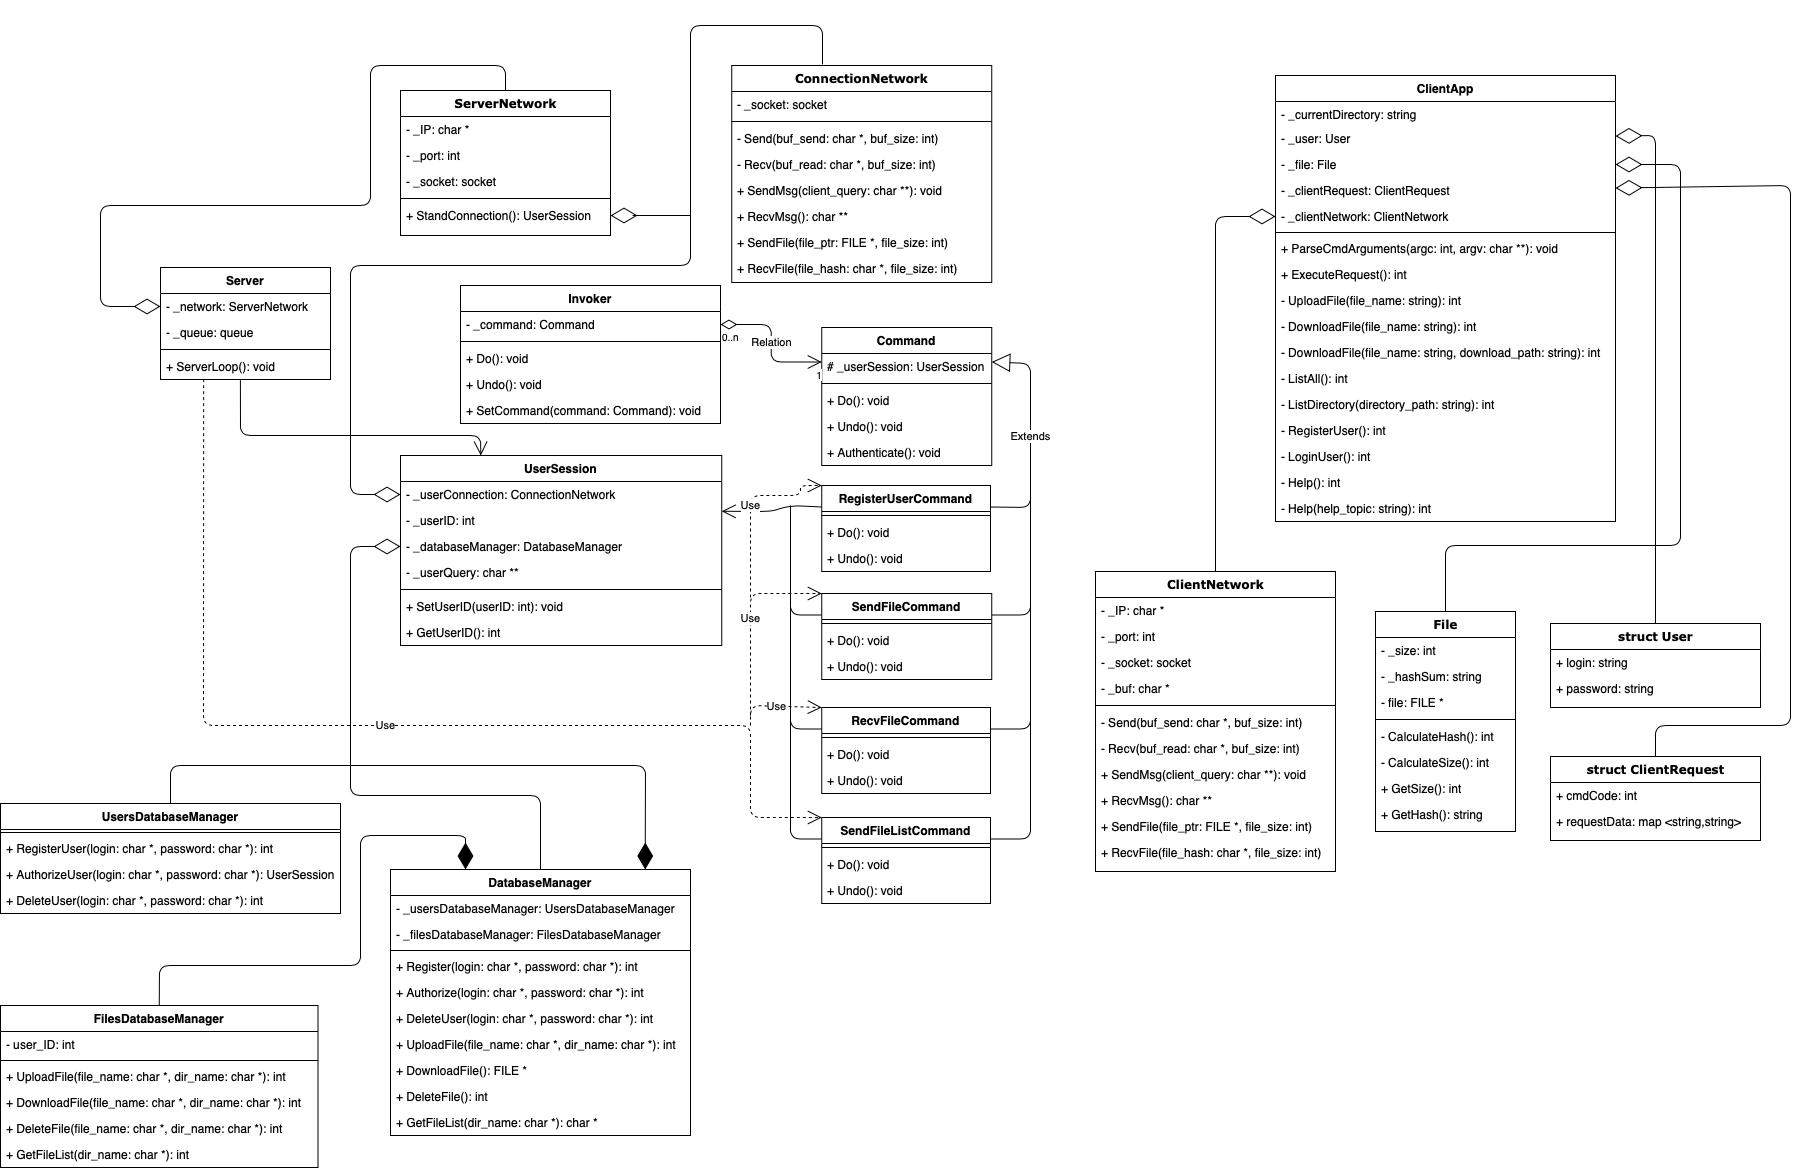 ServerNetwork
- _IP: char *
- _port: int
- _socket: socket
+ StandConnection(): UserSession
ConnectionNetwork
- _socket: socket
- Send(buf_send: char *, buf_size: int)
- Recv(buf_read: char *, buf_size: int)
+ SendMsg(client_query: char **): void
+ RecvMsg(): char **
+ SendFile(file_ptr: FILE *, file_size: int)
+ RecvFile(file_hash: char *, file_size: int)
Server
- _network: ServerNetwork
- _queue: queue
+ ServerLoop(): void
Invoker
- _command: Command
+ Do(): void
+ Undo(): void
+ SetCommand(command: Command): void
0..n
Relation
1
Command
# _userSession: UserSession
+ Do(): void
+ Undo(): void
+ Authenticate(): void
Extends
UserSession
- _userConnection: ConnectionNetwork
- _userID: int
- _databaseManager: DatabaseManager
- _userQuery: char **
+ SetUserID(userID: int): void
+ GetUserID(): int
Use
RegisterUserCommand
+ Do(): void
+ Undo(): void
Use
SendFileCommand
+ Do(): void
+ Undo(): void
Use
RecvFileCommand
+ Do(): void
+ Undo(): void
Use
SendFileListCommand
+ Do(): void
+ Undo(): void
UsersDatabaseManager
+ RegisterUser(login: char *, password: char *): int
+ AuthorizeUser(login: char *, password: char *): UserSession
+ DeleteUser(login: char *, password: char *): int
DatabaseManager
- _usersDatabaseManager: UsersDatabaseManager
- _filesDatabaseManager: FilesDatabaseManager
+ Register(login: char *, password: char *): int
+ Authorize(login: char *, password: char *): int
+ DeleteUser(login: char *, password: char *): int
+ UploadFile(file_name: char *, dir_name: char *): int
+ DownloadFile(): FILE *
+ DeleteFile(): int
+ GetFileList(dir_name: char *): char *
FilesDatabaseManager
- user_ID: int
+ UploadFile(file_name: char *, dir_name: char *): int
+ DownloadFile(file_name: char *, dir_name: char *): int
+ DeleteFile(file_name: char *, dir_name: char *): int
+ GetFileList(dir_name: char *): int
ClientApp
- _currentDirectory: string
- _user: User
- _file: File
- _clientRequest: ClientRequest
- _clientNetwork: ClientNetwork
+ ParseCmdArguments(argc: int, argv: char **): void
+ ExecuteRequest(): int
- UploadFile(file_name: string): int
- DownloadFile(file_name: string): int
- DownloadFile(file_name: string, download_path: string): int
- ListAll(): int
- ListDirectory(directory_path: string): int
- RegisterUser(): int
- LoginUser(): int
- Help(): int
- Help(help_topic: string): int
ClientNetwork
- _IP: char *
- _port: int
- _socket: socket
- _buf: char *
- Send(buf_send: char *, buf_size: int)
- Recv(buf_read: char *, buf_size: int)
+ SendMsg(client_query: char **): void
+ RecvMsg(): char **
+ SendFile(file_ptr: FILE *, file_size: int)
+ RecvFile(file_hash: char *, file_size: int)
File
- _size: int
- _hashSum: string
- file: FILE *
- CalculateHash(): int
- CalculateSize(): int
+ GetSize(): int
+ GetHash(): string
struct User
+ login: string
+ password: string
struct ClientRequest
+ cmdCode: int
+ requestData: map <string,string>